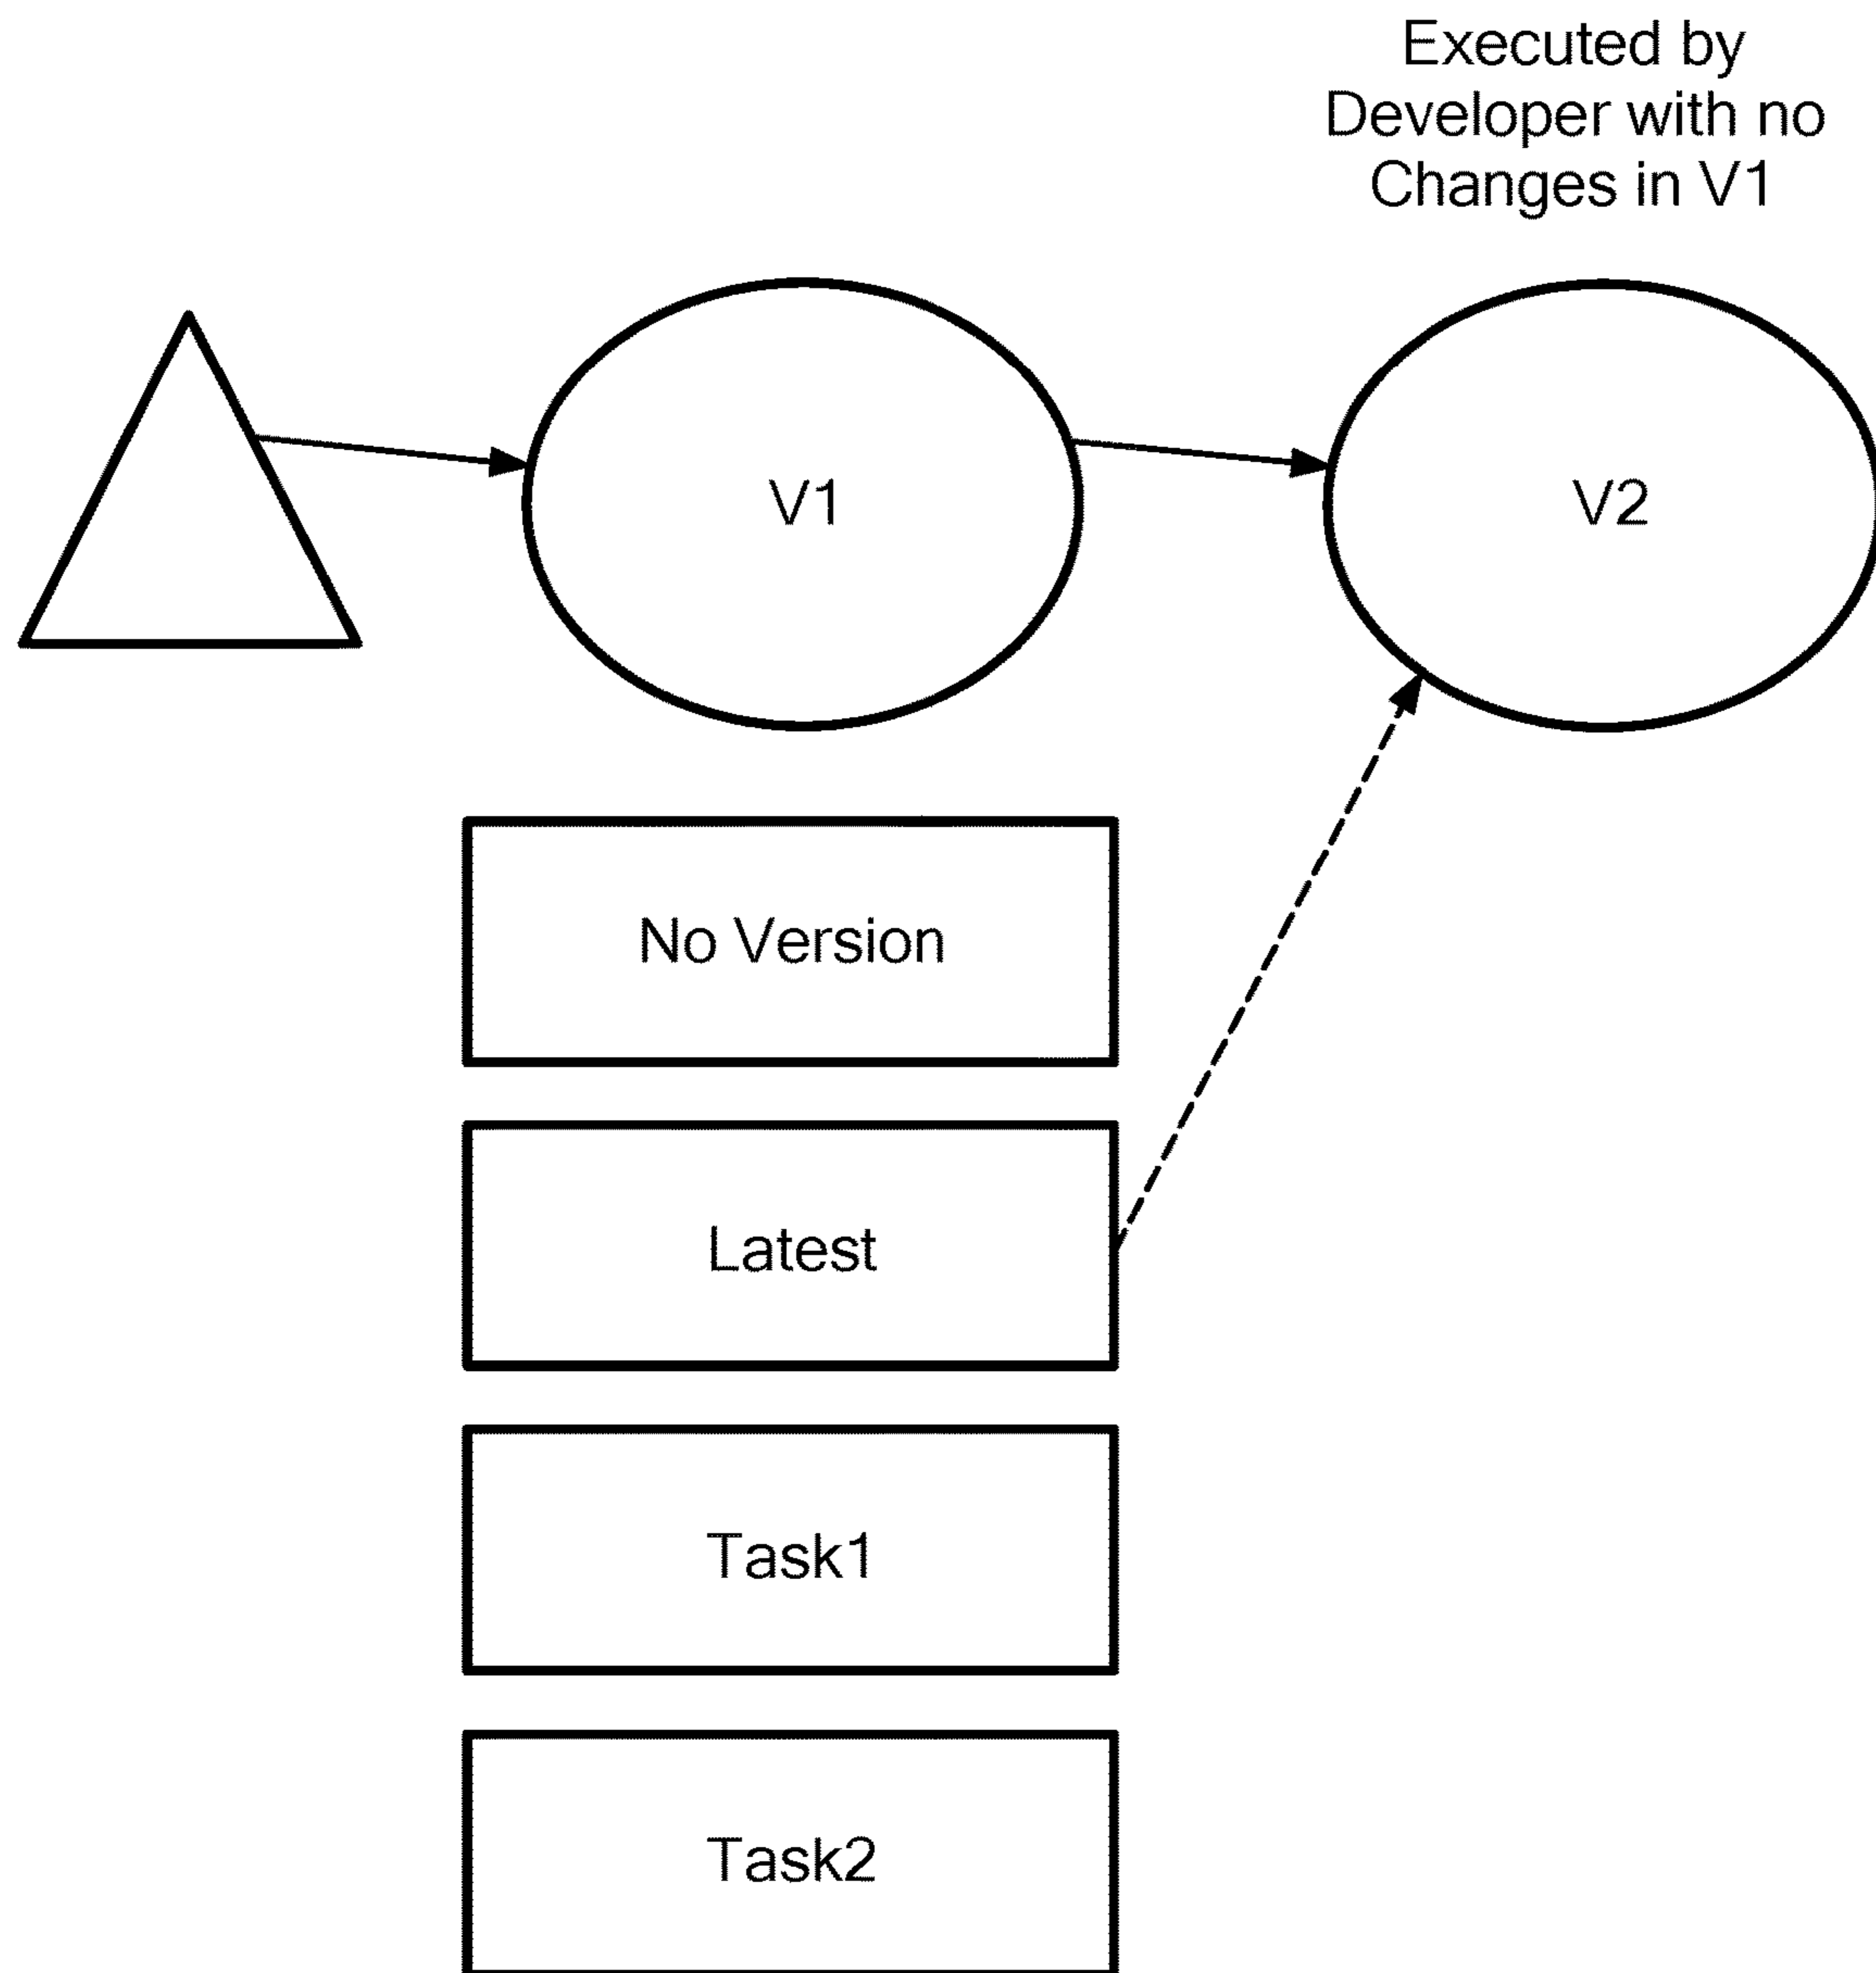 Executed by
Developer with no
Changes in V1
V1
V2
No Version
Latest
Task1
Task2